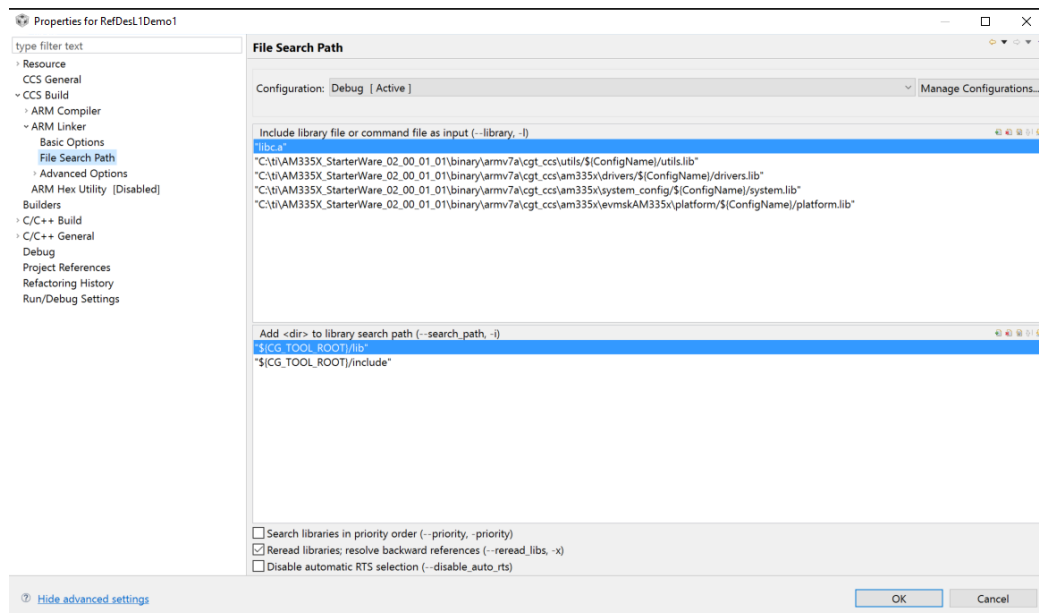 Properties for RefDesL1Demo1
type filter text
Resource
CCS General
CCS Build
ARM Compiler
ARM Linker
Basic Options
File Search Path
Advanced Options
ARM Hex Utility [Disabled]
Builders
C/C++ Build
C/C++ General
Debug
Project References
Refactoring History
Run/Debug Settings
File Search Path
Configuration: Debug [ Active ]
Manage Configurations...
Include library file or command file as input (--library, -l)
"libc.a"
"C:\ti\AM335X_StarterWare_02_00_01_01\binary\armv7a\cgt_ccs\utils/${ConfigName}/utils.lib"
"C:\ti\AM335X_StarterWare_02_00_01_01\binary\armv7a\cgt_ccs\am335x\drivers/${ConfigName}/drivers.lib"
"C:\ti\AM335X_StarterWare_02_00_01_01\binary\armv7a\cgt_ccs\am335x\system_config/${ConfigName}/system.lib"
"C:\ti\AM335X_StarterWare_02_00_01_01\binary\armv7a\cgt_ccs\am335x\evmskAM335x\platform/${ConfigName}/platform.lib"
Add <dir> to library search path (--search_path, -i)
"${CG_TOOL_ROOT}/lib"
"${CG_TOOL_ROOT}/include"
Search libraries in priority order (--priority, -priority)
Reread libraries; resolve backward references (--reread_libs, -x)
Disable automatic RTS selection (--disable_auto_rts)
Hide advanced settings
OK
Cancel